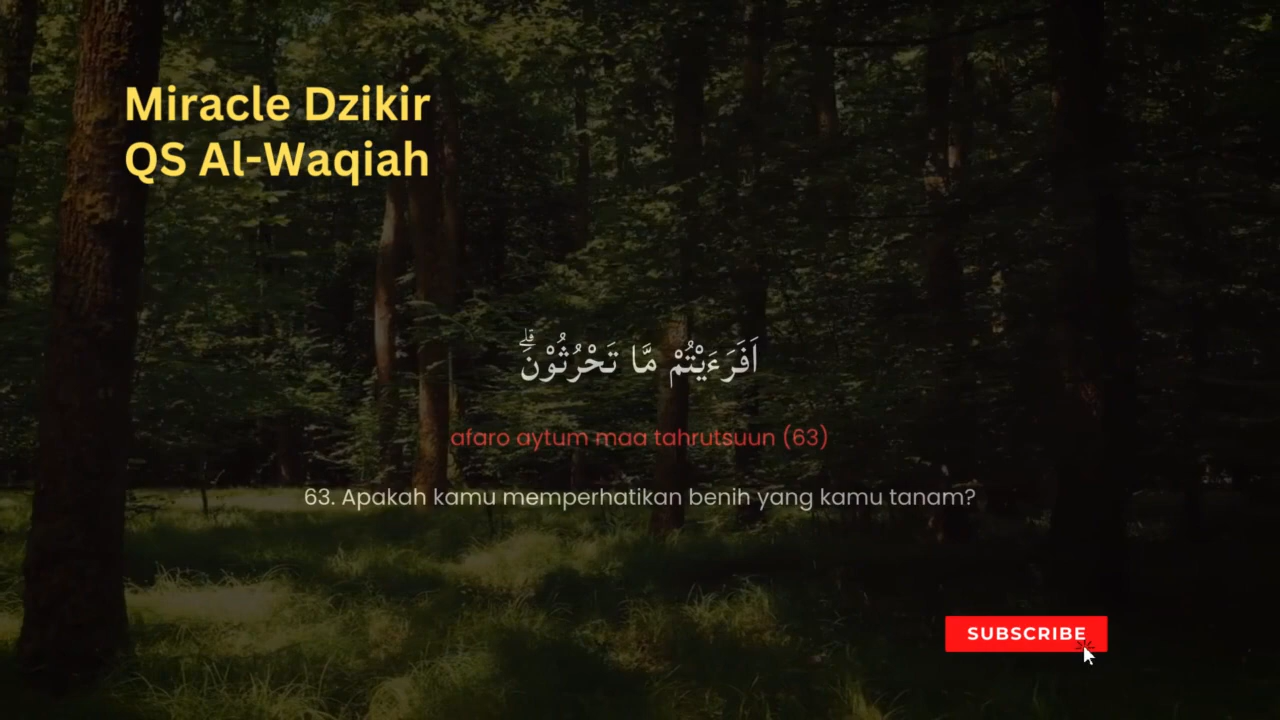 Miracle Dzikir
QS Al-Waqiah
اَفَرَءَيْتُمْ مَّا تَحْرُثُوْنَۗ
afaro aytum maa tahrutsuun (63)
63. Apakah kamu memperhatikan benih yang kamu tanam?
SUBSCRIBE